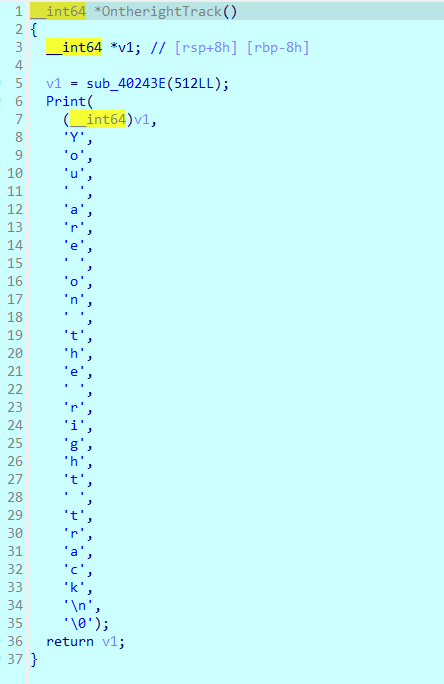 1 __int64 *OntherightTrack()
2 {
3   __int64 *v1; // [rsp+8h] [rbp-8h]
4
5   v1 = sub_40243E(512LL);
6   Print(
7     (__int64)v1,
8     'Y',
9     'o',
10     'u',
11     ' ',
12     'a',
13     'r',
14     'e',
15     ' ',
16     'o',
17     'n',
18     ' ',
19     't',
20     'h',
21     'e',
22     ' ',
23     'r',
24     'i',
25     'g',
26     'h',
27     't',
28     ' ',
29     't',
30     'r',
31     'a',
32     'c',
33     'k',
34     '\n',
35     '\0');
36   return v1;
37 }